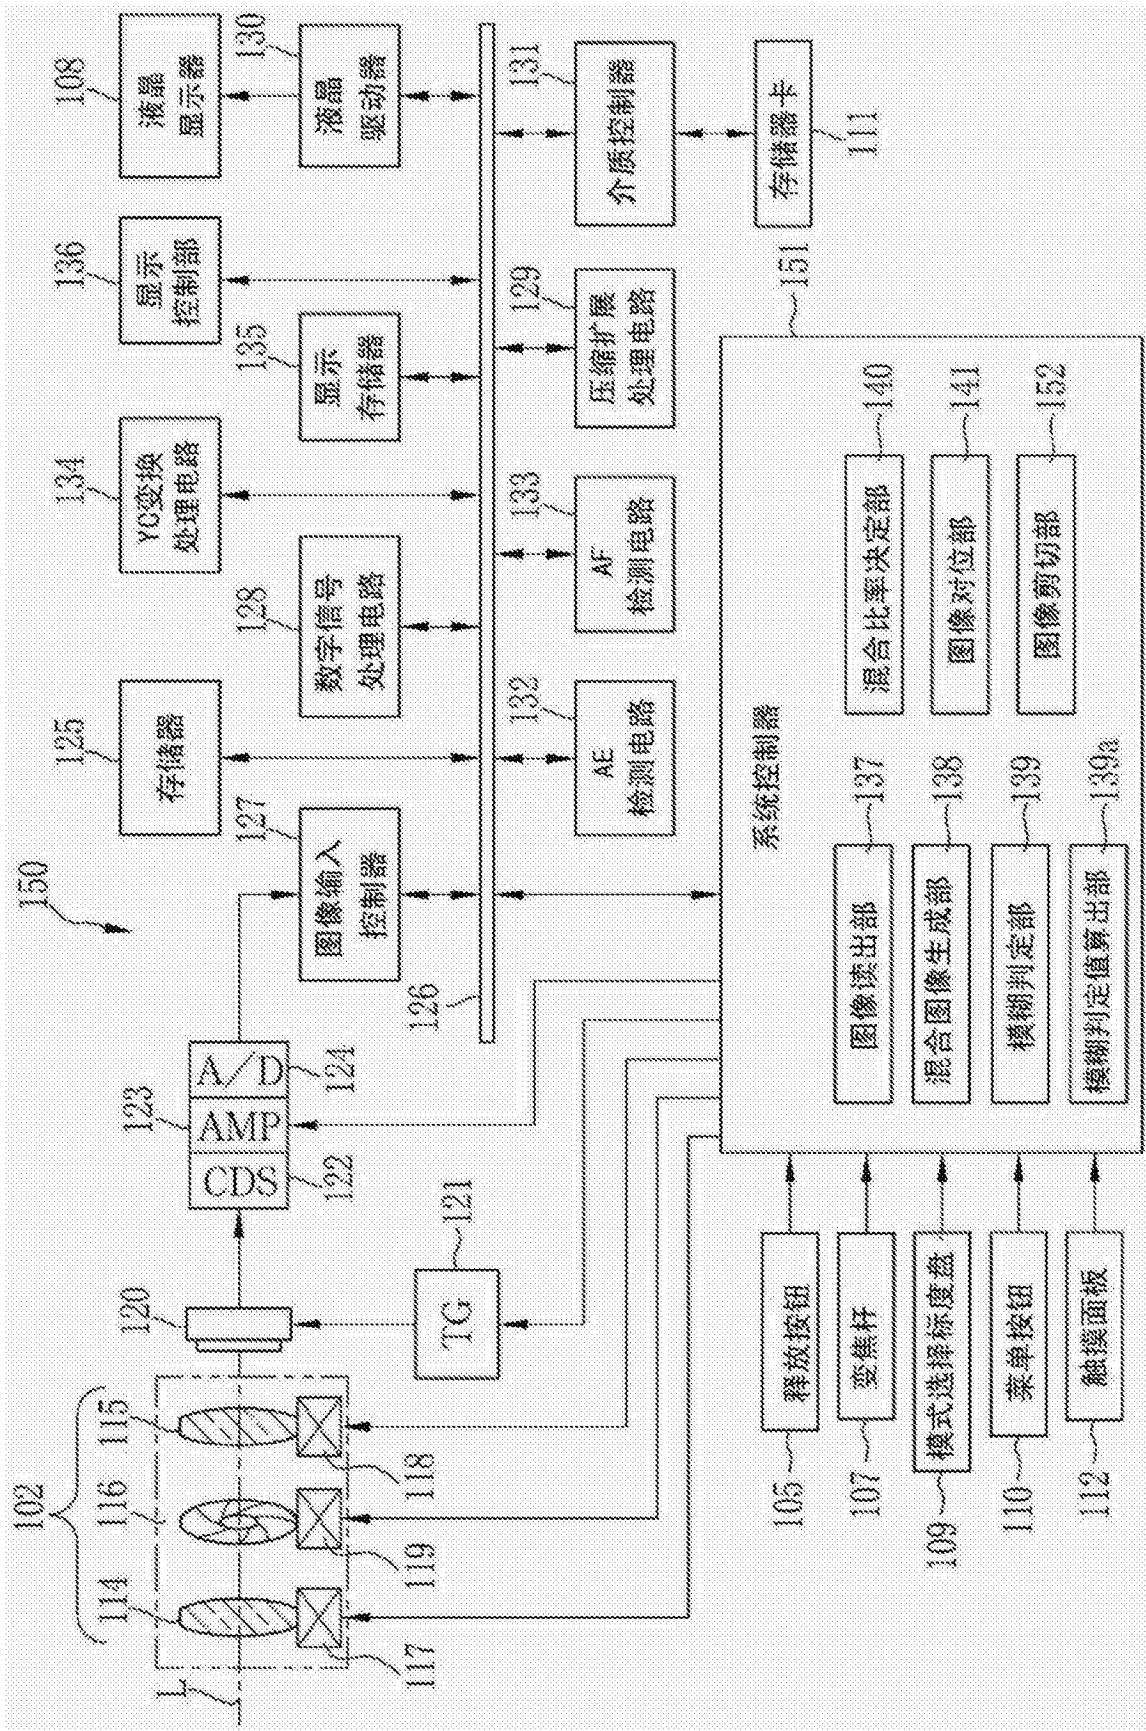 150
102
114
116
115
L
117
119
118
120
121
TG
122
CDS
123
AMP
124
A/D
125
存储器
134
YC变换
处理电路
136
显示
控制部
108
液晶
显示器
127
图像输入
控制器
128
数字信号
处理电路
135
显示
存储器
130
液晶
驱动器
126
132
AE
检测电路
133
AF
检测电路
129
压缩扩展
处理电路
131
介质控制器
存储器卡
111
151
系统控制器
图像读出部
137
混合图像生成部
138
模糊判定部
139
模糊判定值算出部
139a
混合比率决定部
140
图像对位部
141
图像剪切部
152
105
释放按钮
107
变焦杆
109
模式选择标度盘
110
菜单按钮
112
触摸面板